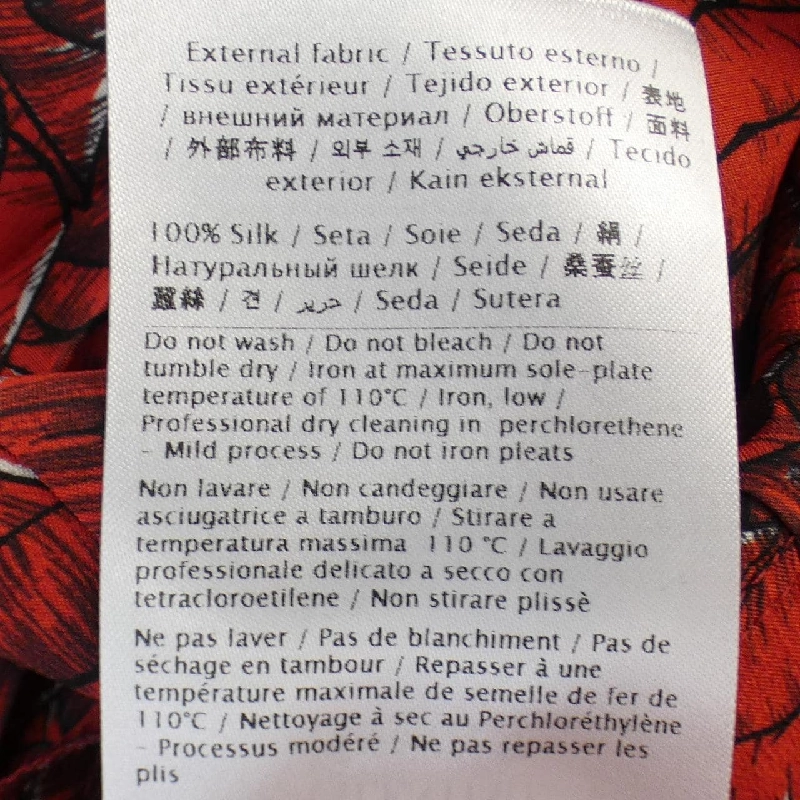 External fabric / Tessuto esterno /
Tissu extérieur / Tejido exterior / 表地
/ внешний материал / Oberstoff / 面料
/ 外部布料 / 외부 소재 / قماش خارجي / Tecido
exterior / Kain eksternal
100% Silk / Seta / Soie / Seda / 絹 /
Натуральный шелк / Seide / 桑蚕丝 /
蠶絲 / 견 / حرير / Seda / Sutera
Do not wash / Do not bleach / Do not
tumble dry / Iron at maximum sole-plate
temperature of 110°C / Iron, low /
Professional dry cleaning in perchlorethene
- Mild process / Do not iron pleats
Non lavare / Non candeggiare / Non usare
asciugatrice a tamburo / Stirare a
temperatura massima 110 °C / Lavaggio
professionale delicato a secco con
tetracloroetilene / Non stirare plissè
Ne pas laver / Pas de blanchiment / Pas de
séchage en tambour / Repasser à une
température maximale de semelle de fer de
110°C / Nettoyage à sec au Perchloréthylène
- Processus modéré / Ne pas repasser les
plis